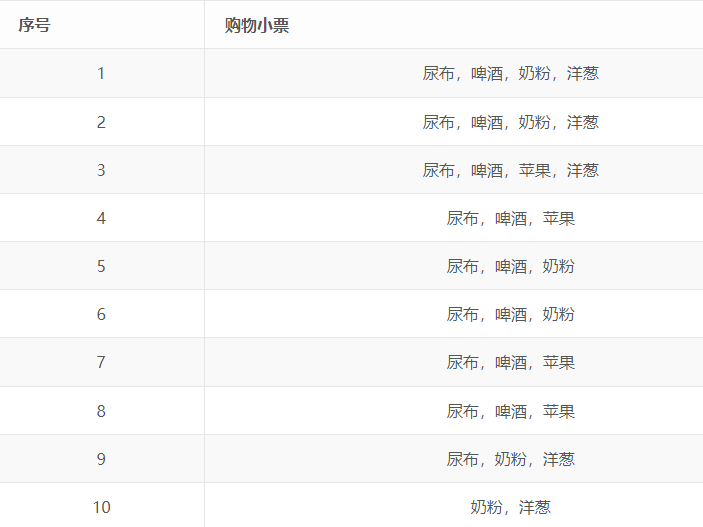 序号 购物小票
1 尿布，啤酒，奶粉，洋葱
2 尿布，啤酒，奶粉，洋葱
3 尿布，啤酒，苹果，洋葱
4 尿布，啤酒，苹果
5 尿布，啤酒，奶粉
6 尿布，啤酒，奶粉
7 尿布，啤酒，苹果
8 尿布，啤酒，苹果
9 尿布，奶粉，洋葱
10 奶粉，洋葱